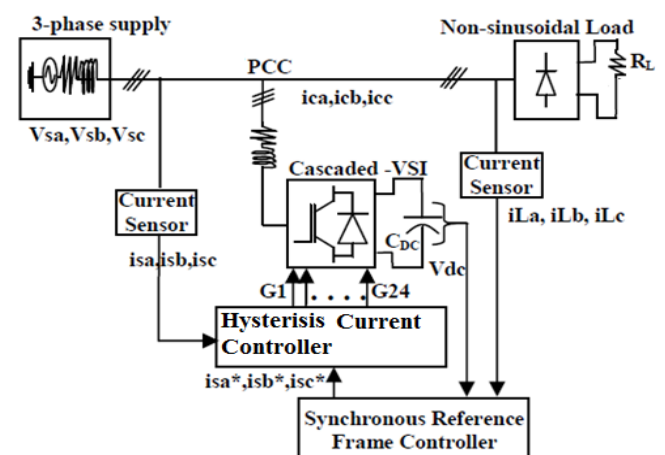 3-phase supply
Non-sinusoidal Load
PCC
R_L
ica,icb,icc
Vsa,Vsb,Vsc
Cascaded -VSI
Current
Sensor
Current
Sensor
iLa, iLb, iLc
C_DC
Vdc
isa,isb,isc
G1 . . . . G24
Hysterisis Current
Controller
isa*,isb*,isc*
Synchronous Reference
Frame Controller